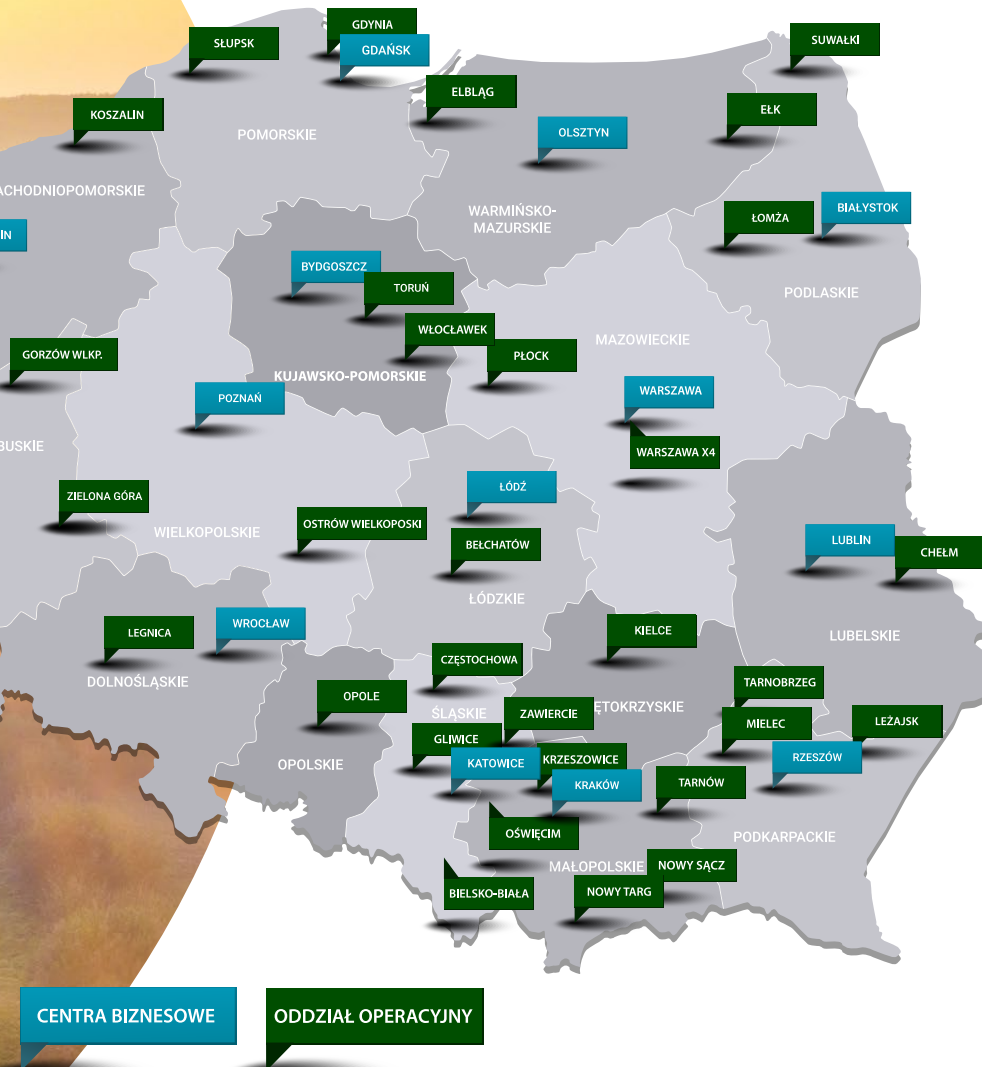 GDYNIA
SŁUPSK
GDAŃSK
SUWAŁKI
ELBLĄG
KOSZALIN
EŁK
POMORSKIE
OLSZTYN
ACHODNIOPOMORSKIE
WARMIŃSKO-
MAZURSKIE
ŁOMŻA
BIAŁYSTOK
IN
BYDGOSZCZ
TORUŃ
PODLASKIE
WŁOCŁAWEK
MAZOWIECKIE
GORZÓW WLKP.
PŁOCK
KUJAWSKO-POMORSKIE
POZNAŃ
WARSZAWA
BUSKIE
WARSZAWA X4
ZIELONA GÓRA
ŁÓDŹ
OSTRÓW WIELKOPOSKI
WIELKOPOLSKIE
BEŁCHATÓW
LUBLIN
CHEŁM
ŁÓDZKIE
LEGNICA
WROCŁAW
KIELCE
LUBELSKIE
CZĘSTOCHOWA
DOLNOŚLĄSKIE
TARNOBRZEG
OPOLE
ŚLĄSKIE
ZAWIERCIE
ĘTOKRZYSKIE
MIELEC
LEŻAJSK
GLIWICE
OPOLSKIE
KATOWICE
KRZESZOWICE
RZESZÓW
KRAKÓW
TARNÓW
OŚWIĘCIM
PODKARPACKIE
MAŁOPOLSKIE
NOWY SĄCZ
BIELSKO-BIAŁA
NOWY TARG
CENTRA BIZNESOWE
ODDZIAŁ OPERACYJNY